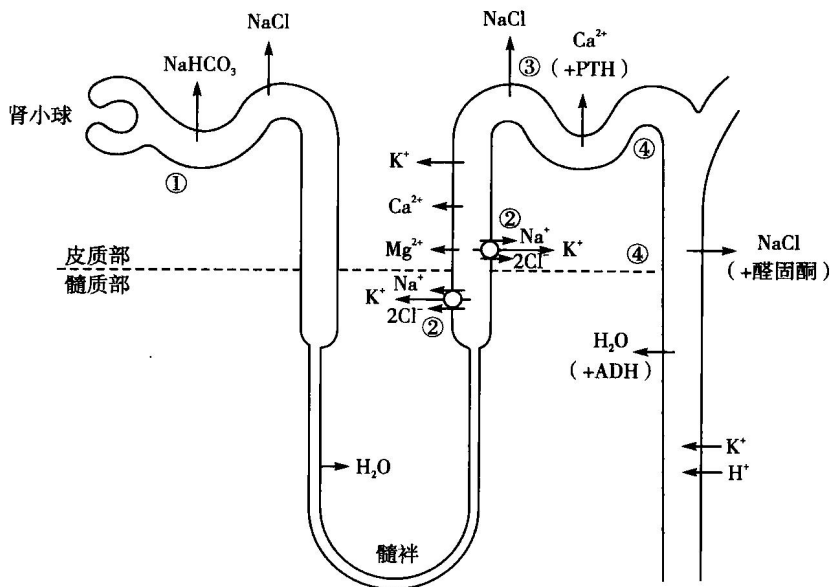 NaCl
NaHCO₃
肾小球
①
NaCl
③
Ca²⁺
(+PTH)
④
K⁺
Ca²⁺
Mg²⁺
②
Na⁺
K⁺
2Cl⁻
④
NaCl
(+醛固酮)
皮质部
髓质部
Na⁺
K⁺
2Cl⁻
②
H₂O
(+ADH)
H₂O
K⁺
H⁺
髓袢